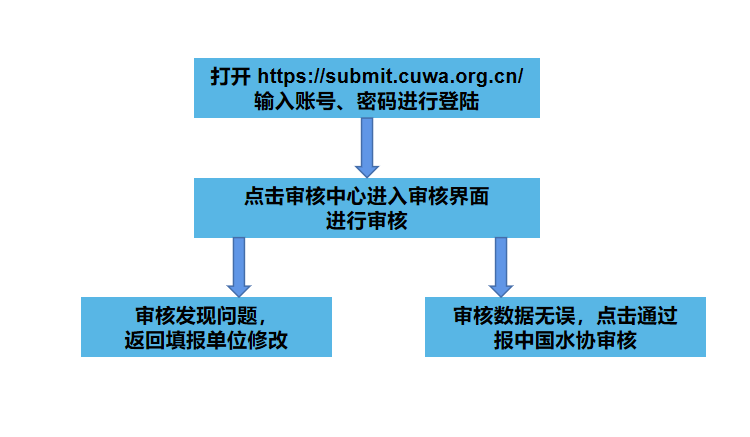 打开 https://submit.cuwa.org.cn/
输入账号、密码进行登陆
点击审核中心进入审核界面
进行审核
审核发现问题，
返回填报单位修改
审核数据无误，点击通过
报中国水协审核